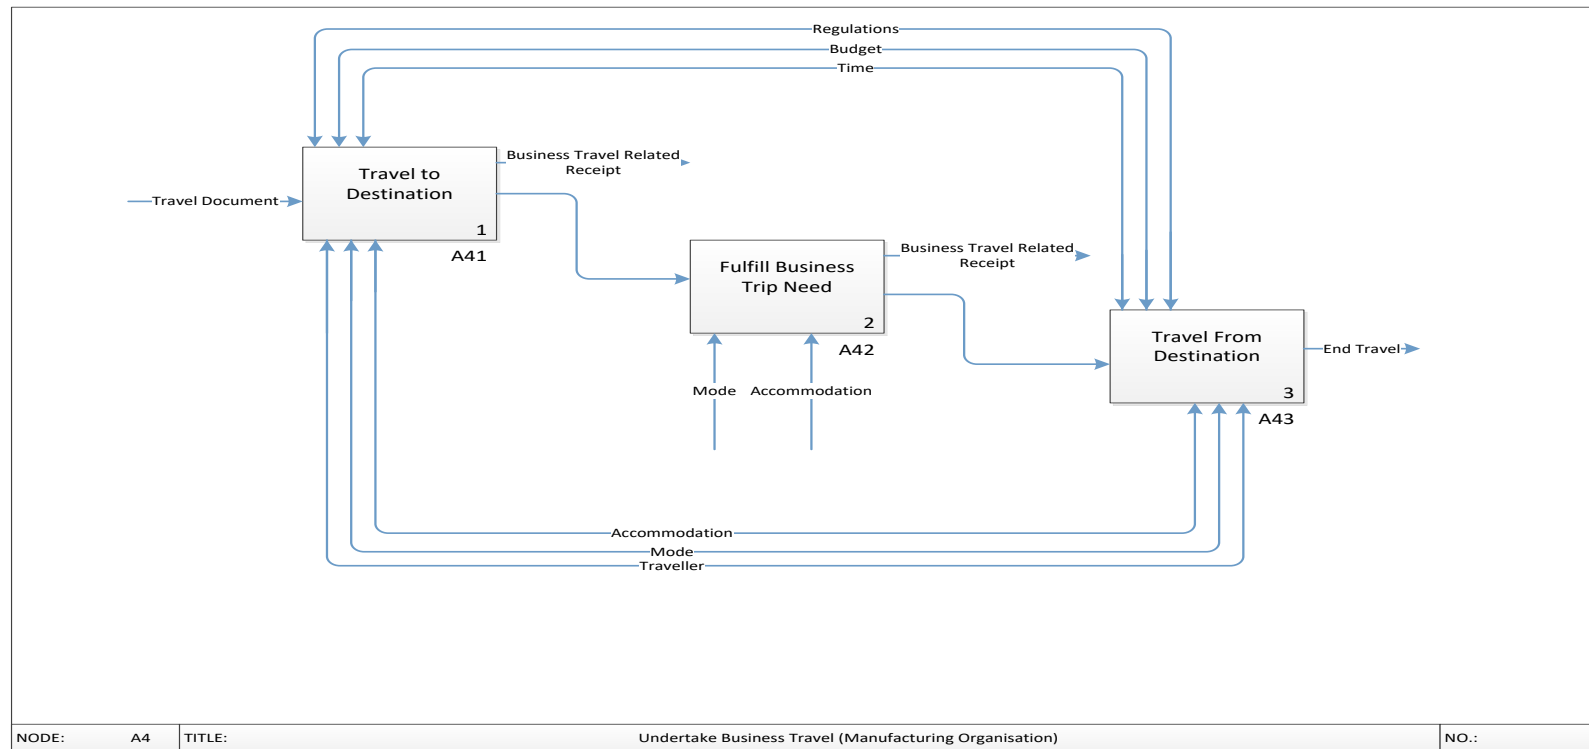 Regulations
Budget
Time
Business Travel Related
Receipt
Travel to
Destination
1
A41
Travel Document
Business Travel Related
Receipt
Fulfill Business
Trip Need
2
A42
Travel From
Destination
3
A43
End Travel
Mode
Accommodation
Accommodation
Mode
Traveller
NODE: A4 TITLE: Undertake Business Travel (Manufacturing Organisation) NO.: